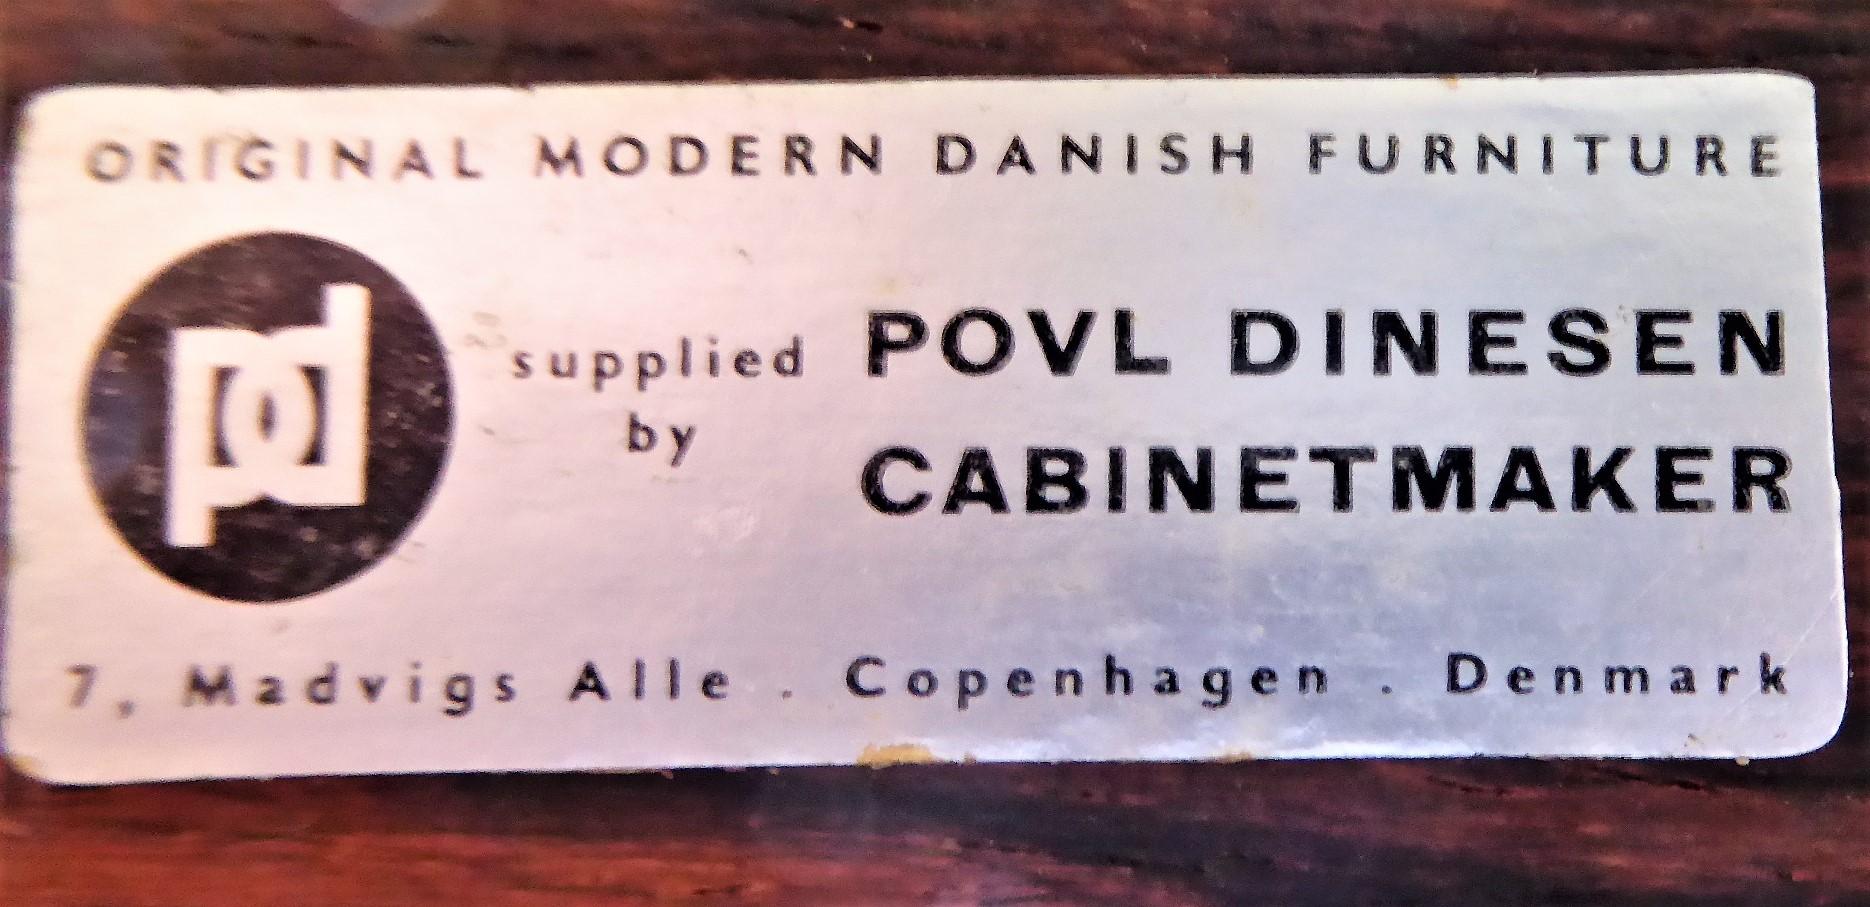 ORIGINAL MODERN DANISH FURNITURE
pd
supplied by
POVL DINESEN
CABINETMAKER
7, Madvigs Alle . Copenhagen . Denmark